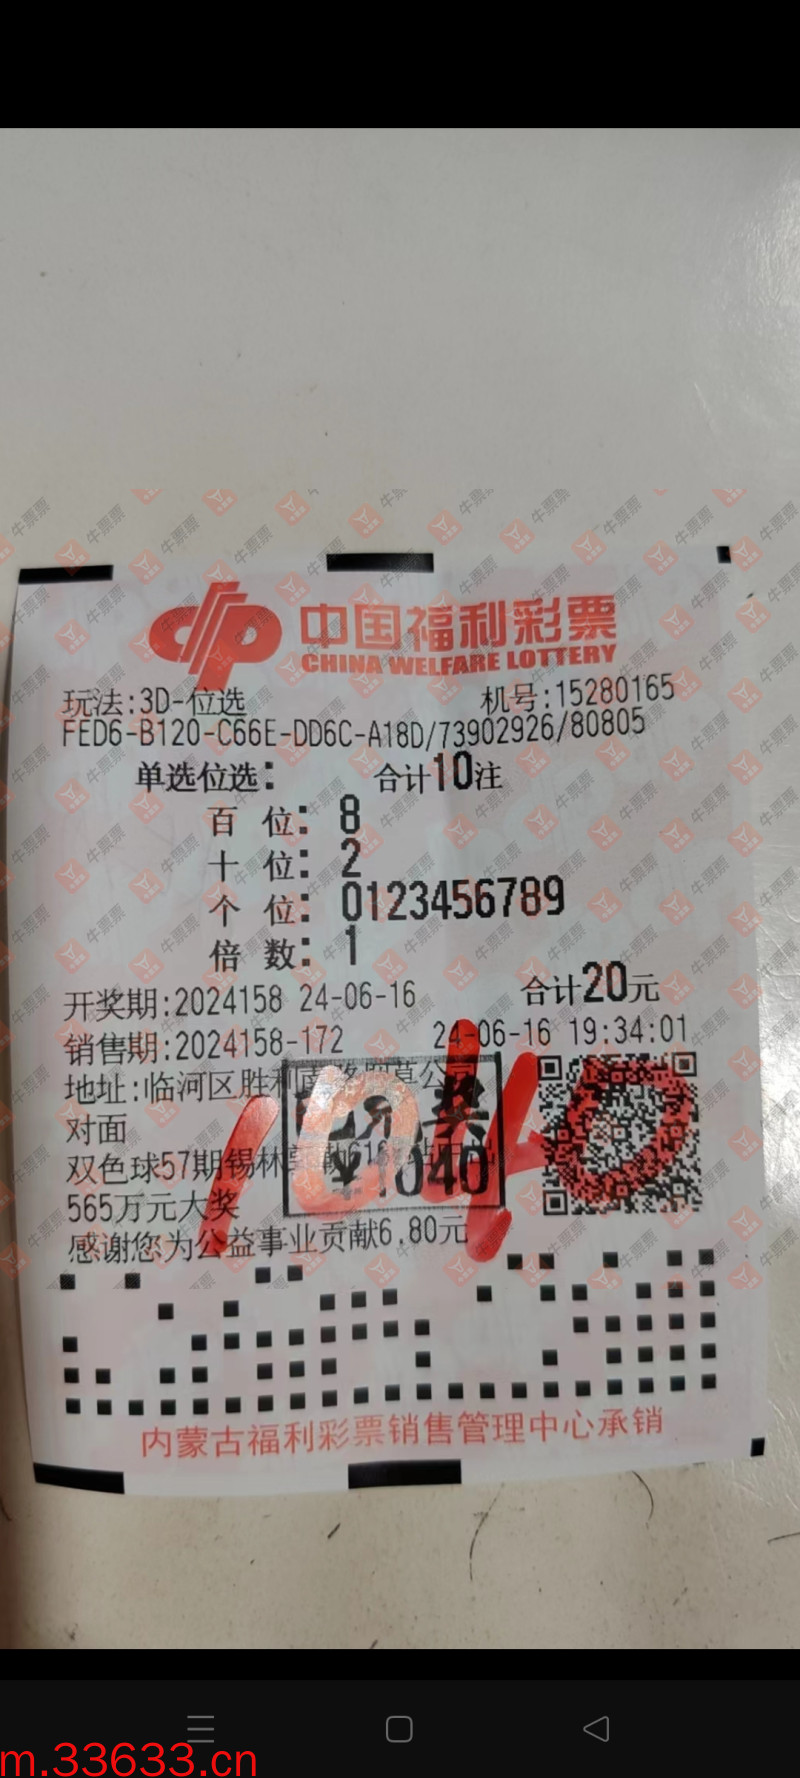 中国福利彩票
CHINA WELFARE LOTTERY
玩法:3D-位选 机号:15280165
FED6-B120-C66E-DD6C-A18D/73902926/80805
单选位选: 合计10注
百 位: 8
十 位: 2
个 位: 0123456789
倍 数: 1
开奖期:2024158 24-06-16 合计20元
销售期:2024158-172 24-06-16 19:34:01
地址:临河区胜利
对面
双色球57期锡林
565万元大奖
1040
1040
感谢您为公益事业贡献6.80元
内蒙古福利彩票销售管理中心承销
牛票票
m.33633.cn